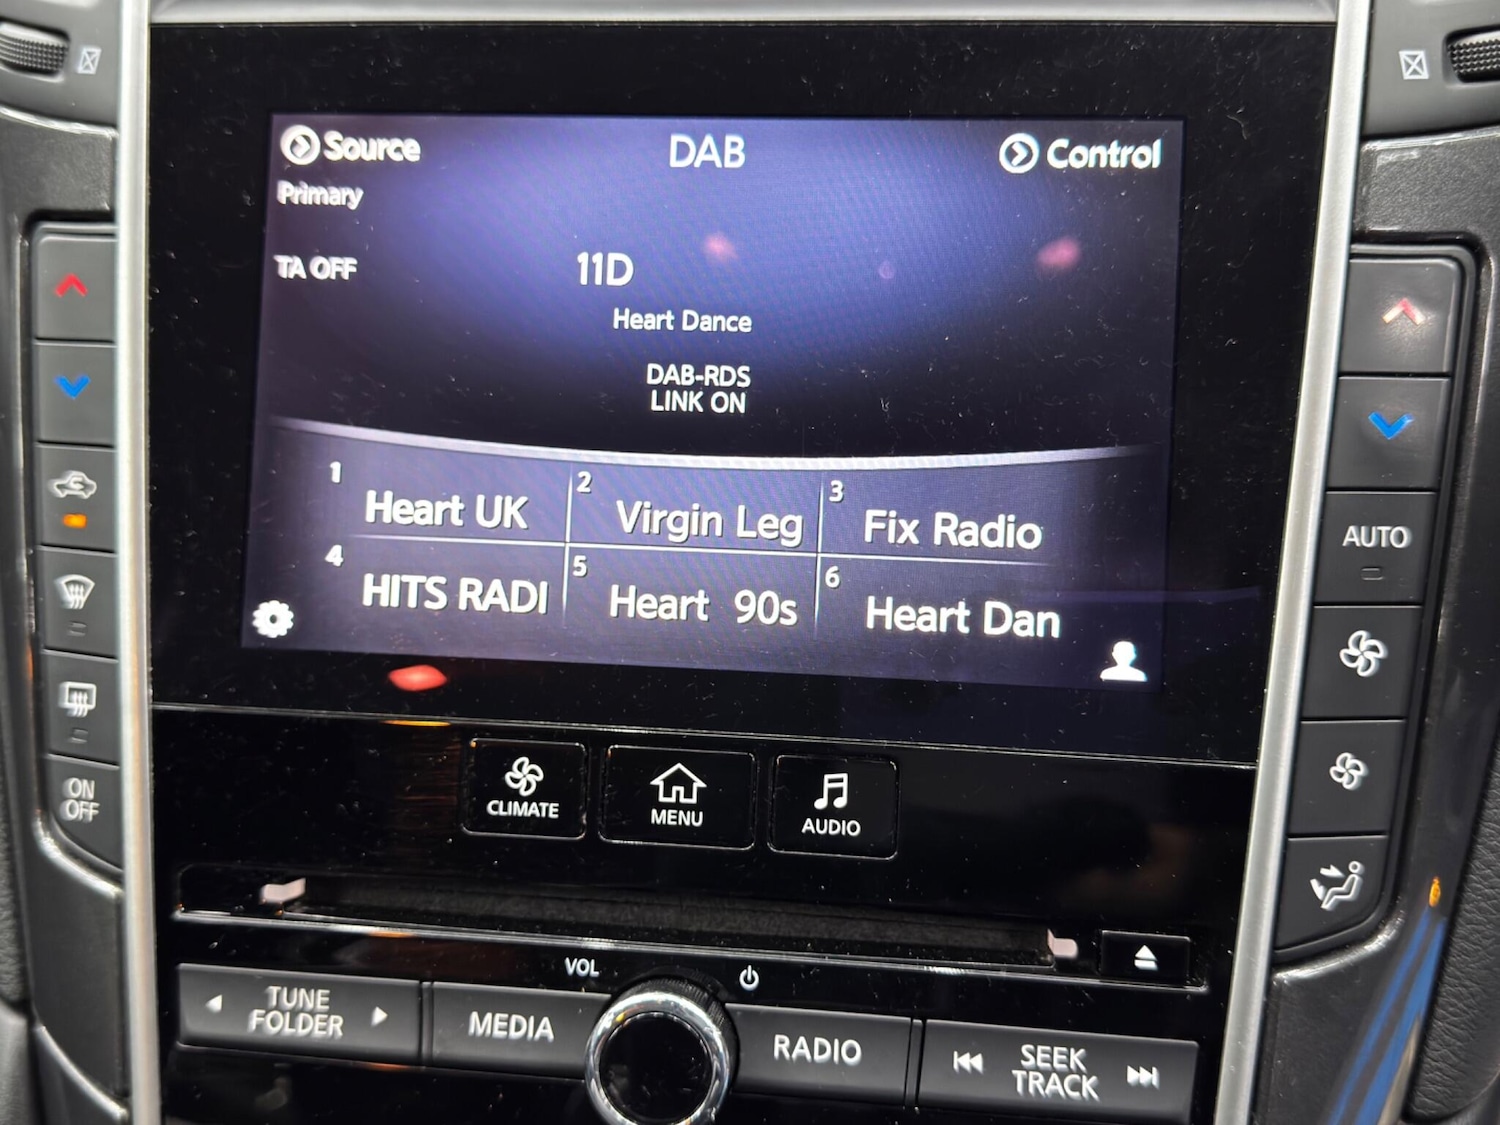 Source
DAB
Control
Primary
TA OFF
11D
Heart Dance
DAB-RDS
LINK ON
1
Heart UK
2
Virgin Leg
3
Fix Radio
4
HITS RADI
5
Heart 90s
6
Heart Dan
AUTO
ON
OFF
CLIMATE
MENU
AUDIO
VOL
TUNE
FOLDER
MEDIA
RADIO
SEEK
TRACK